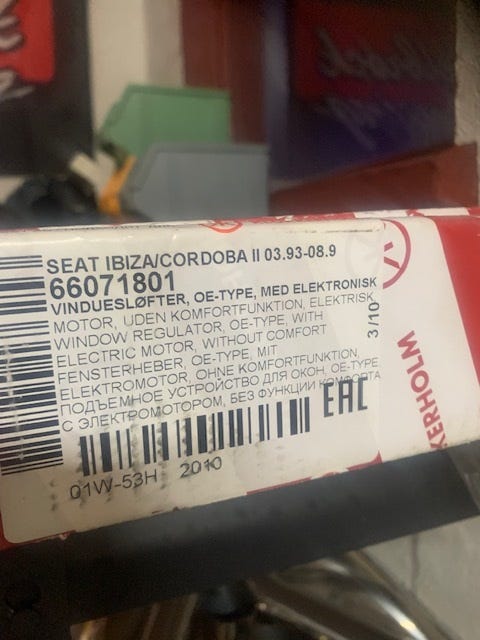 SEAT IBIZA/CORDOBA II 03.93-08.9
66071801
VINDUESLØFTER, OE-TYPE, MED ELEKTRONISK
MOTOR, UDEN KOMFORTFUNKTION, ELEKTRISK
WINDOW REGULATOR, OE-TYPE, WITH
ELECTRIC MOTOR, WITHOUT COMFORT
FENSTERHEBER, OE-TYPE, MIT
ELEKTROMOTOR, OHNE KOMFORTFUNKTION,
ПОДЪЕМНОЕ УСТРОЙСТВО ДЛЯ ОКОН, OE-TYPE
С ЭЛЕКТРОМОТОРОМ, БЕЗ ФУНКЦИИ КОМФОРТА
3/10
EAC
01W-53H 2010
KERHOLM